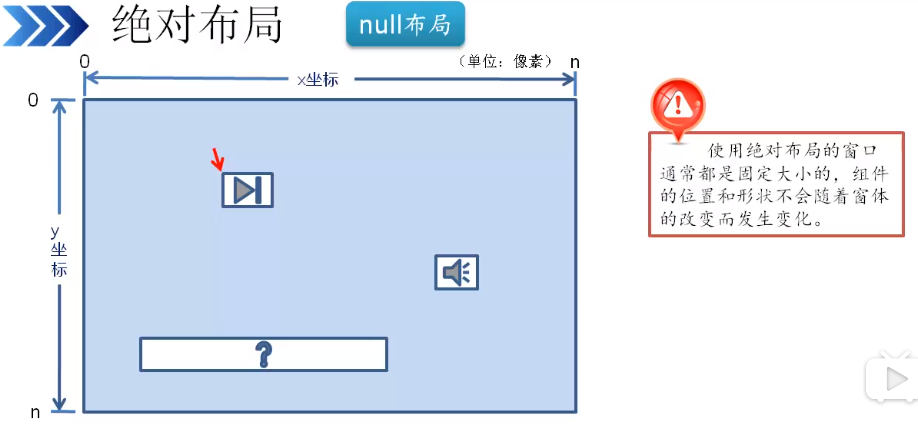 绝对布局
null布局
0
（单位：像素）
n
x坐标
0
y
坐
标
n
?
使用绝对布局的窗口
通常都是固定大小的，组件
的位置和形状不会随着窗体
的改变而发生变化。